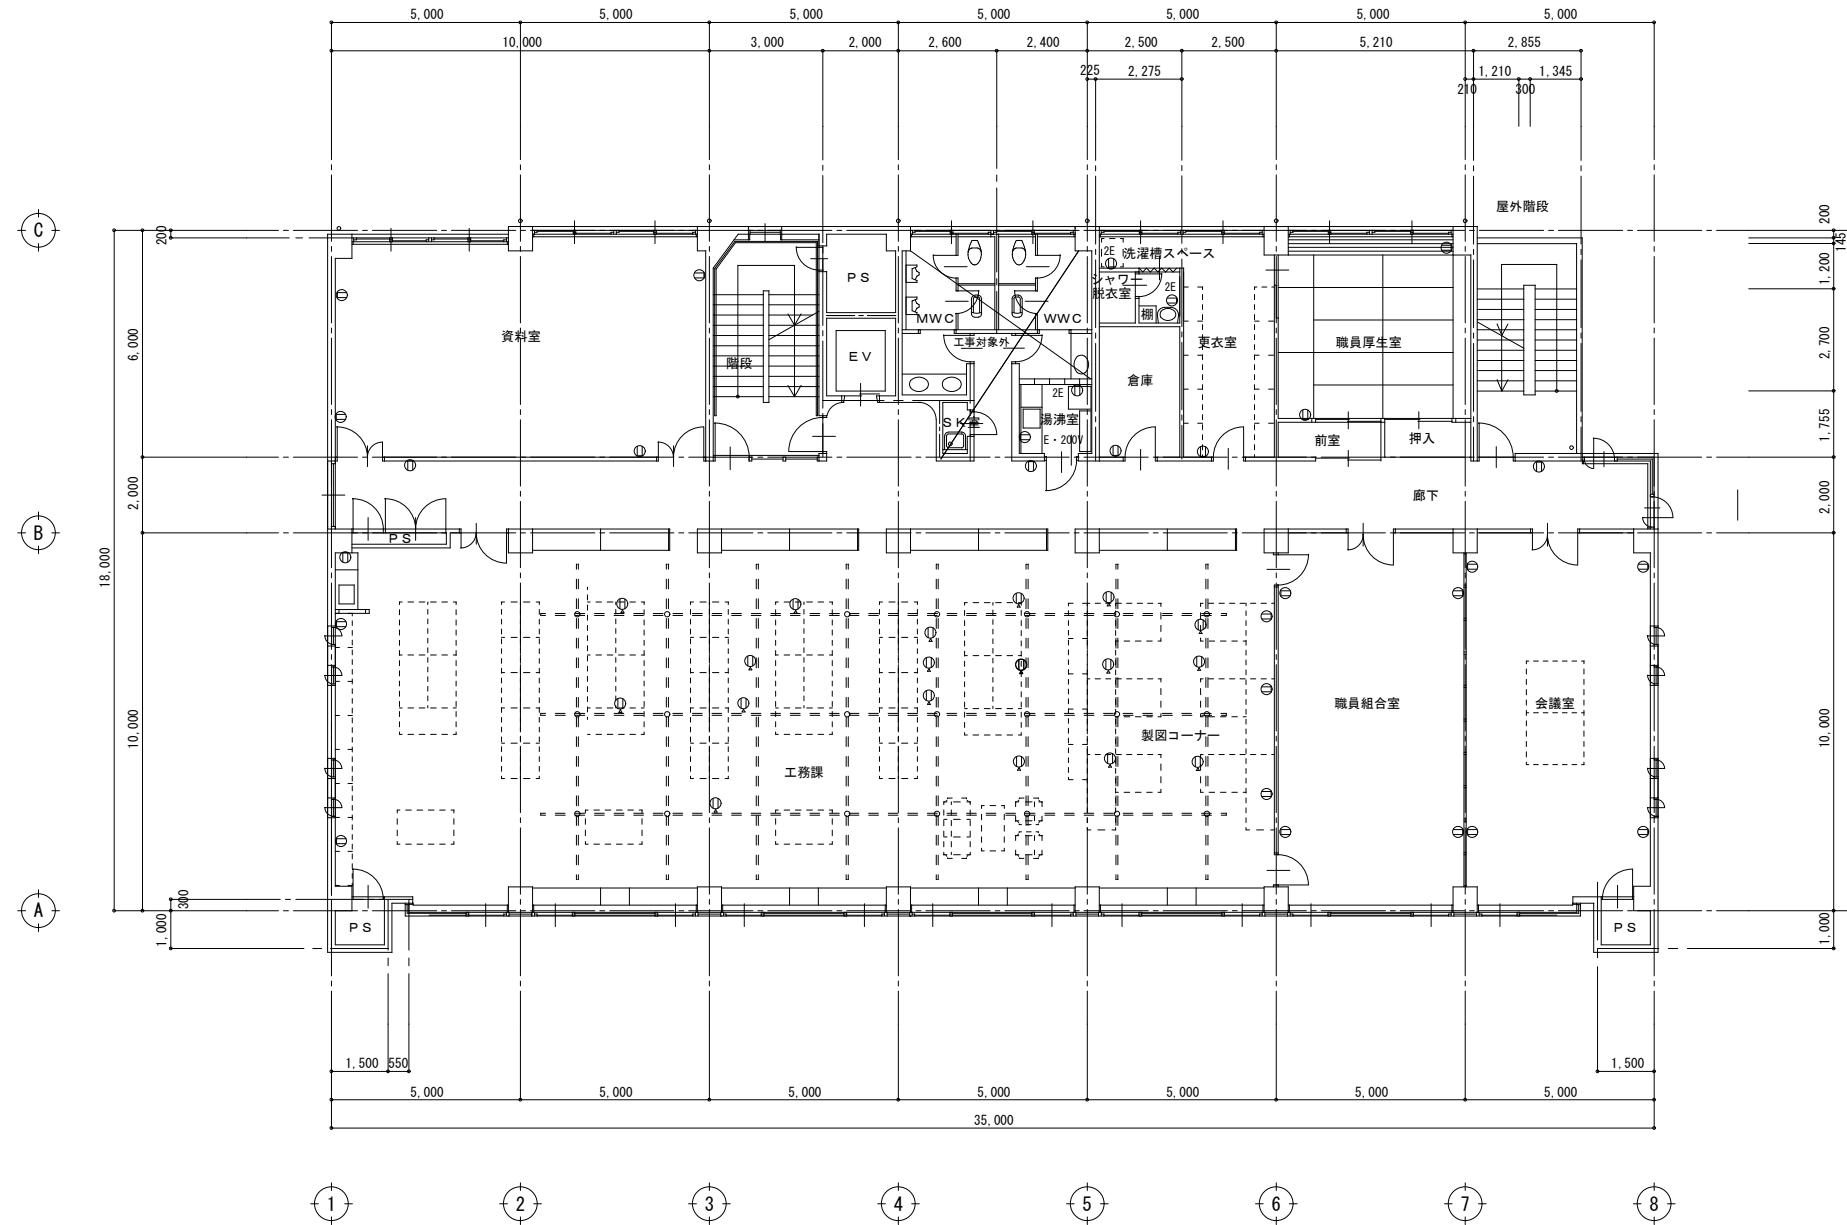 5,000 5,000 5,000 5,000 5,000 5,000 5,000
10,000 3,000 2,000 2,600 2,400 2,500 2,500 5,210 2,855
225 2,275 1,210 1,345
210 300
屋外階段
C
200
200
145
1,200
2E 洗濯槽スペース
PS
シャワー
脱衣室
2E
棚
MWC WWC
資料室
工事対象外
更衣室
職員厚生室
6,000
2,700
EV
階段
倉庫
2E
SK室
湯沸室
E・200V
前室
押入
1,755
廊下
2,000
2,000
B
PS
18,000
10,000
10,000
職員組合室
会議室
製図コーナー
工務課
300
A
1,000
PS
PS
1,000
1,500 550 1,500
5,000 5,000 5,000 5,000 5,000 5,000 5,000
35,000
1 2 3 4 5 6 7 8